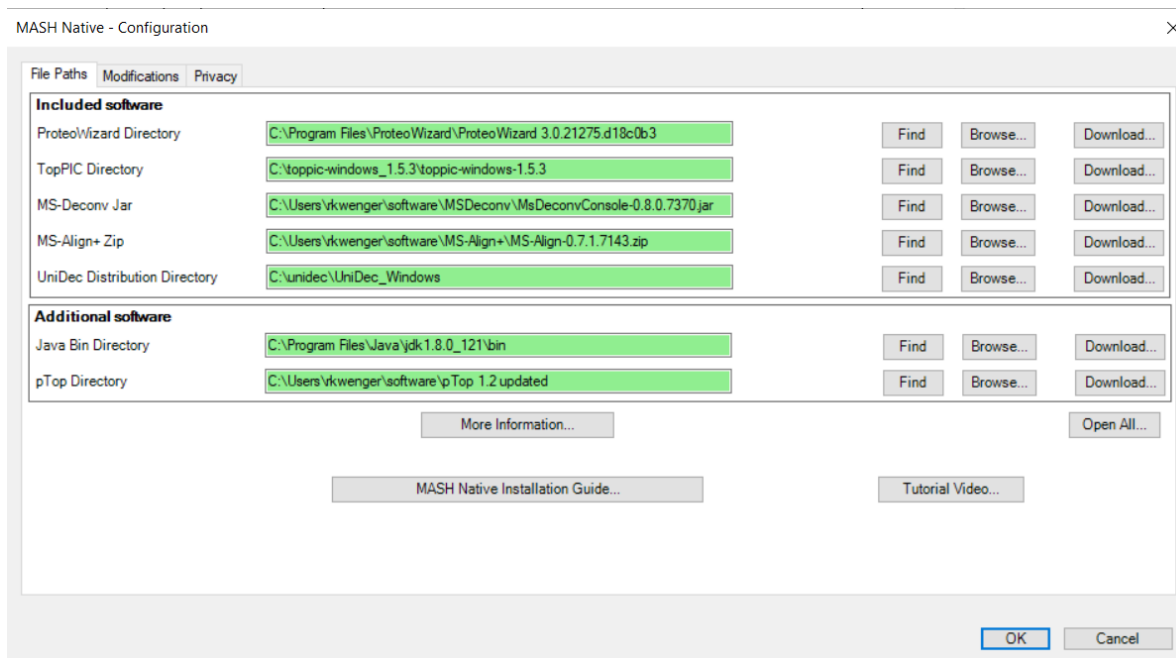 MASH Native - Configuration
File Paths Modifications Privacy
Included software
ProteoWizard Directory C:\Program Files\ProteoWizard\ProteoWizard 3.0.21275.d18c0b3 Find Browse... Download...
TopPIC Directory C:\toppic-windows_1.5.3\toppic-windows-1.5.3 Find Browse... Download...
MS-Deconv Jar C:\Users\rkwenger\software\MSDeconv\MsDeconvConsole-0.8.0.7370.jar Find Browse... Download...
MS-Align+ Zip C:\Users\rkwenger\software\MS-Align+\MS-Align-0.7.1.7143.zip Find Browse... Download...
UniDec Distribution Directory C:\unidec\UniDec_Windows Find Browse... Download...
Additional software
Java Bin Directory C:\Program Files\Java\jdk1.8.0_121\bin Find Browse... Download...
pTop Directory C:\Users\rkwenger\software\pTop 1.2 updated Find Browse... Download...
More Information... Open All...
MASH Native Installation Guide... Tutorial Video...
OK Cancel